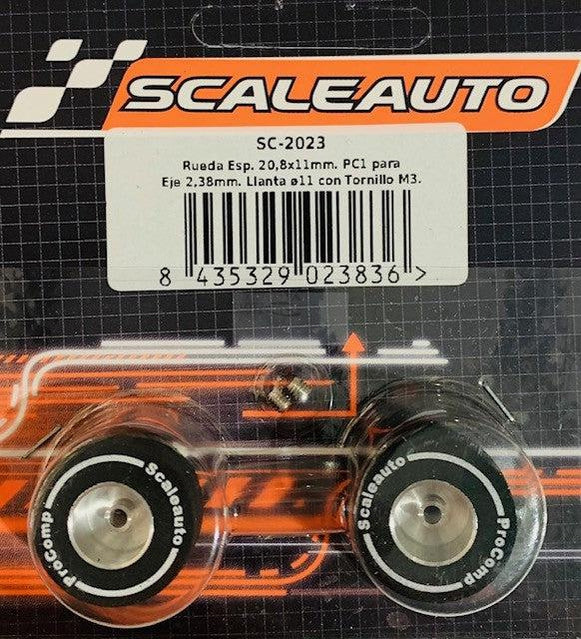 SCALEAUTO
SC-2023
Rueda Esp. 20,8x11mm. PC1 para
Eje 2,38mm. Llanta ø11 con Tornillo M3.
8 435329 023836 >
Scaleauto
ProComp
Scaleauto
ProComp